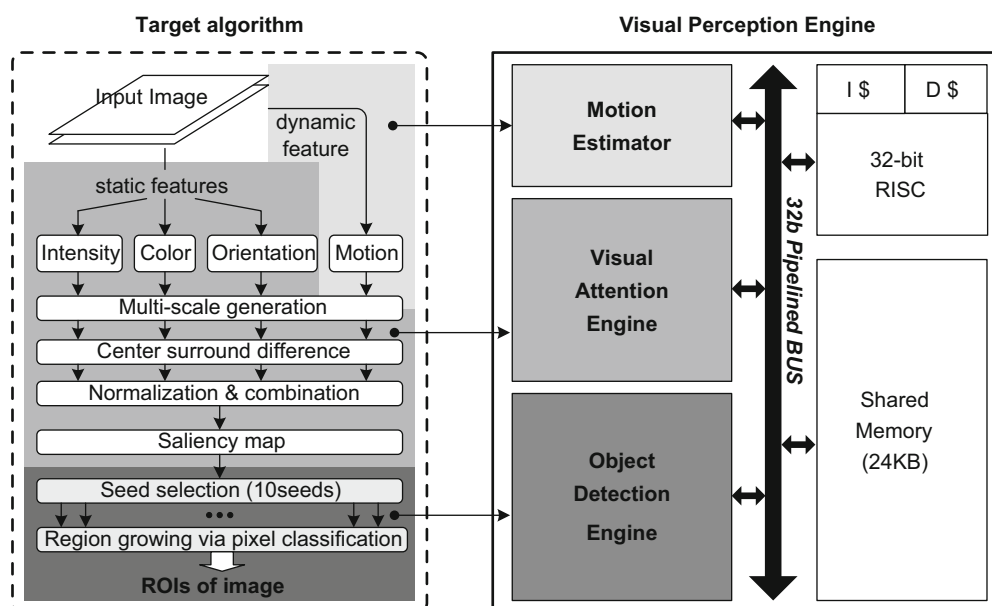 Target algorithm
Input Image
dynamic
feature
static features
Intensity
Color
Orientation
Motion
Multi-scale generation
Center surround difference
Normalization & combination
Saliency map
Seed selection (10seeds)
•••
Region growing via pixel classification
ROIs of image
Visual Perception Engine
Motion
Estimator
Visual
Attention
Engine
Object
Detection
Engine
32b Pipelined BUS
I $
D $
32-bit
RISC
Shared
Memory
(24KB)